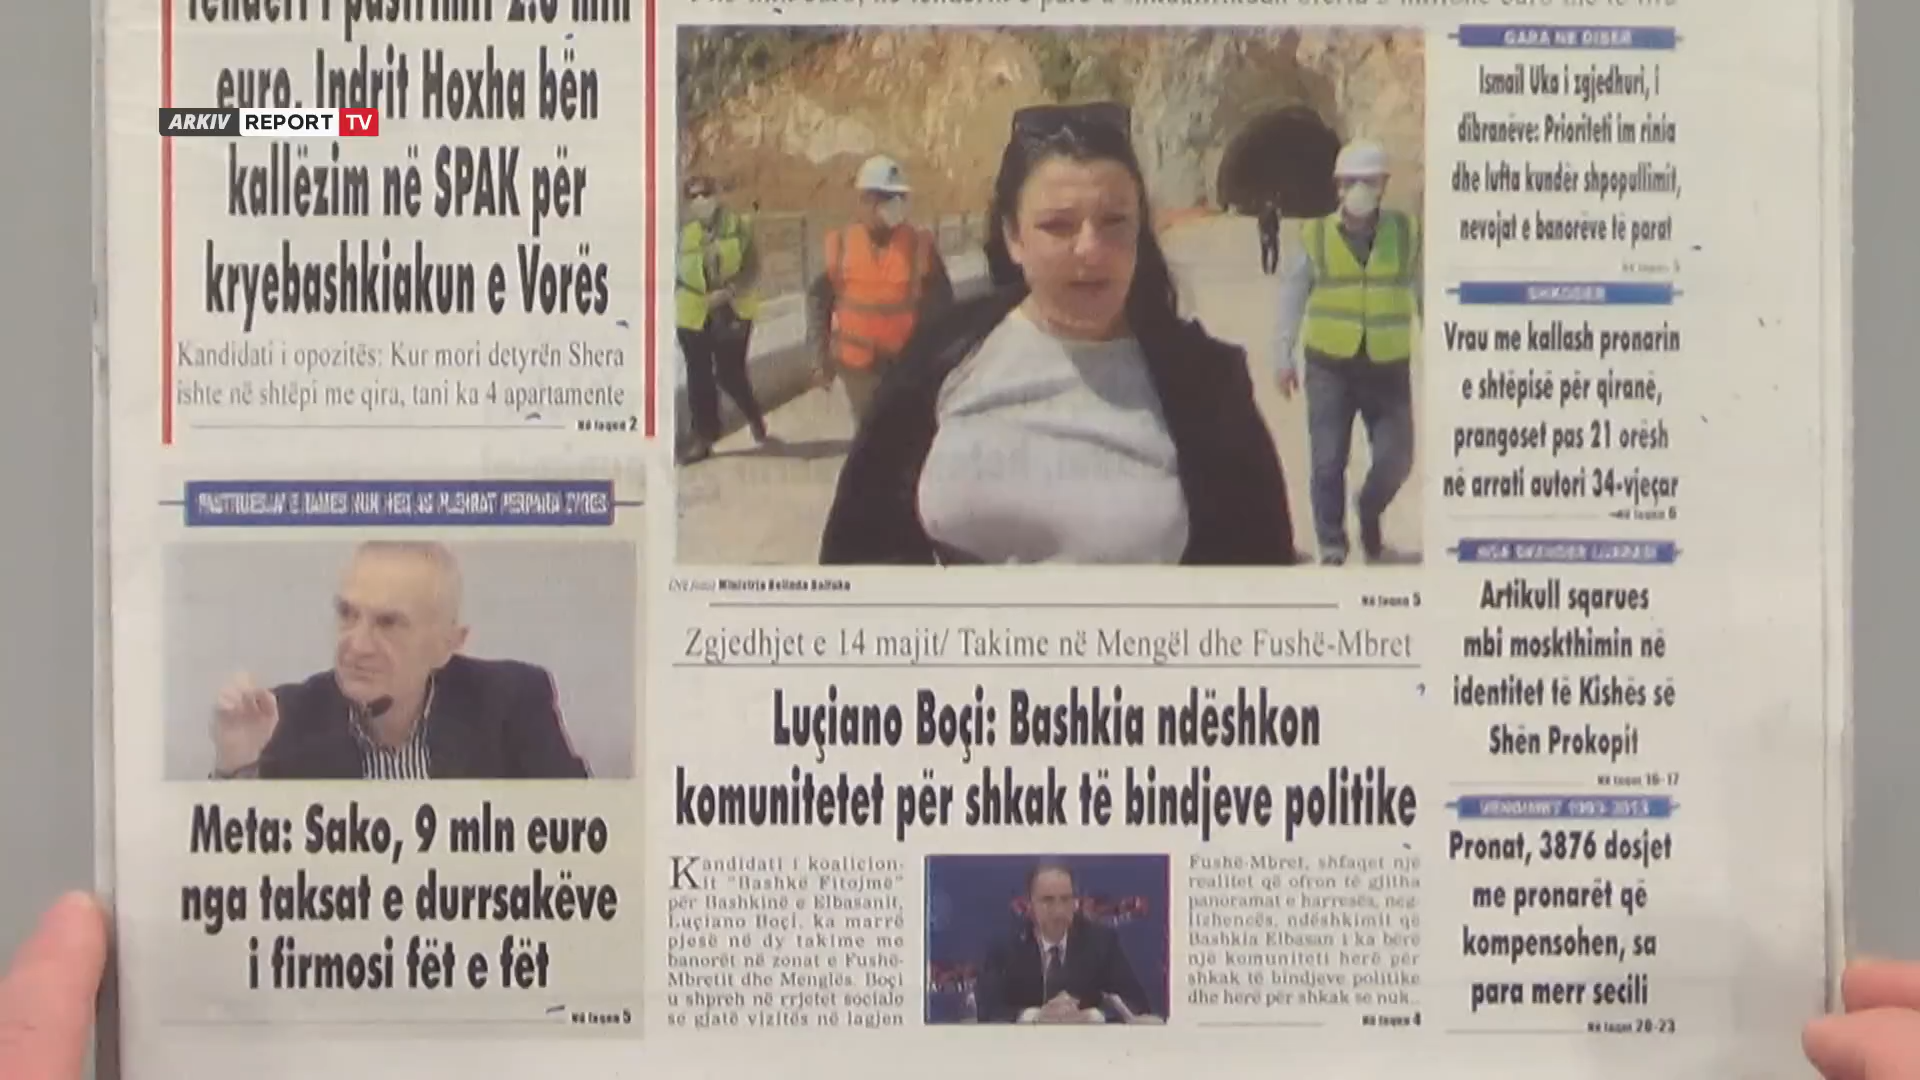 euro, Indrit Hoxha bën
ARKIV REPORT TV
kallëzim në SPAK për
kryebashkiakun e Vorës
Kandidati i opozitës: Kur mori detyrën Shera
ishte në shtëpi me qira, tani ka 4 apartamente
Në faqen 2
Meta: Sako, 9 mln euro
nga taksat e durrsakëve
i firmosi fët e fët
Në faqen 5
Ministrja Belinda Balluku
Në faqen 5
Zgjedhjet e 14 majit/ Takime në Mengël dhe Fushë-Mbret
Luçiano Boçi: Bashkia ndëshkon
komunitetet për shkak të bindjeve politike
Kandidati i koalicion-
it "Bashkë Fitojmë"
për Bashkinë e Elbasanit,
Luçiano Boçi, ka marrë
pjesë në dy takime me
banorët në zonat e Fushë-
Mbretit dhe Menglës. Boçi
u shpreh në rrjetet sociale
se gjatë vizitës në lagjen
Fushë-Mbret, shfaqet një
realitet që ofron të gjitha
panoramat e harresës, neg-
lizhencës, ndëshkimit që
Bashkia Elbasan i ka bërë
një komuniteti herë për
shkak të bindjeve politike
dhe herë për shkak se nuk...
Në faqen 4
GARA NË DIBËR
Ismail Uka i zgjedhuri, i
dibranëve: Prioriteti im rinia
dhe lufta kundër shpopullimit,
nevojat e banorëve të parat
Në faqen 5
SHKODËR
Vrau me kallash pronarin
e shtëpisë për qiranë,
prangoset pas 21 orësh
në arrati autori 34-vjeçar
Në faqen 6
Artikull sqarues
mbi moskthimin në
identitet të Kishës së
Shën Prokopit
Në faqen 16-17
VENDIMET 1993-2013
Pronat, 3876 dosjet
me pronarët që
kompensohen, sa
para merr secili
Në faqen 20-23